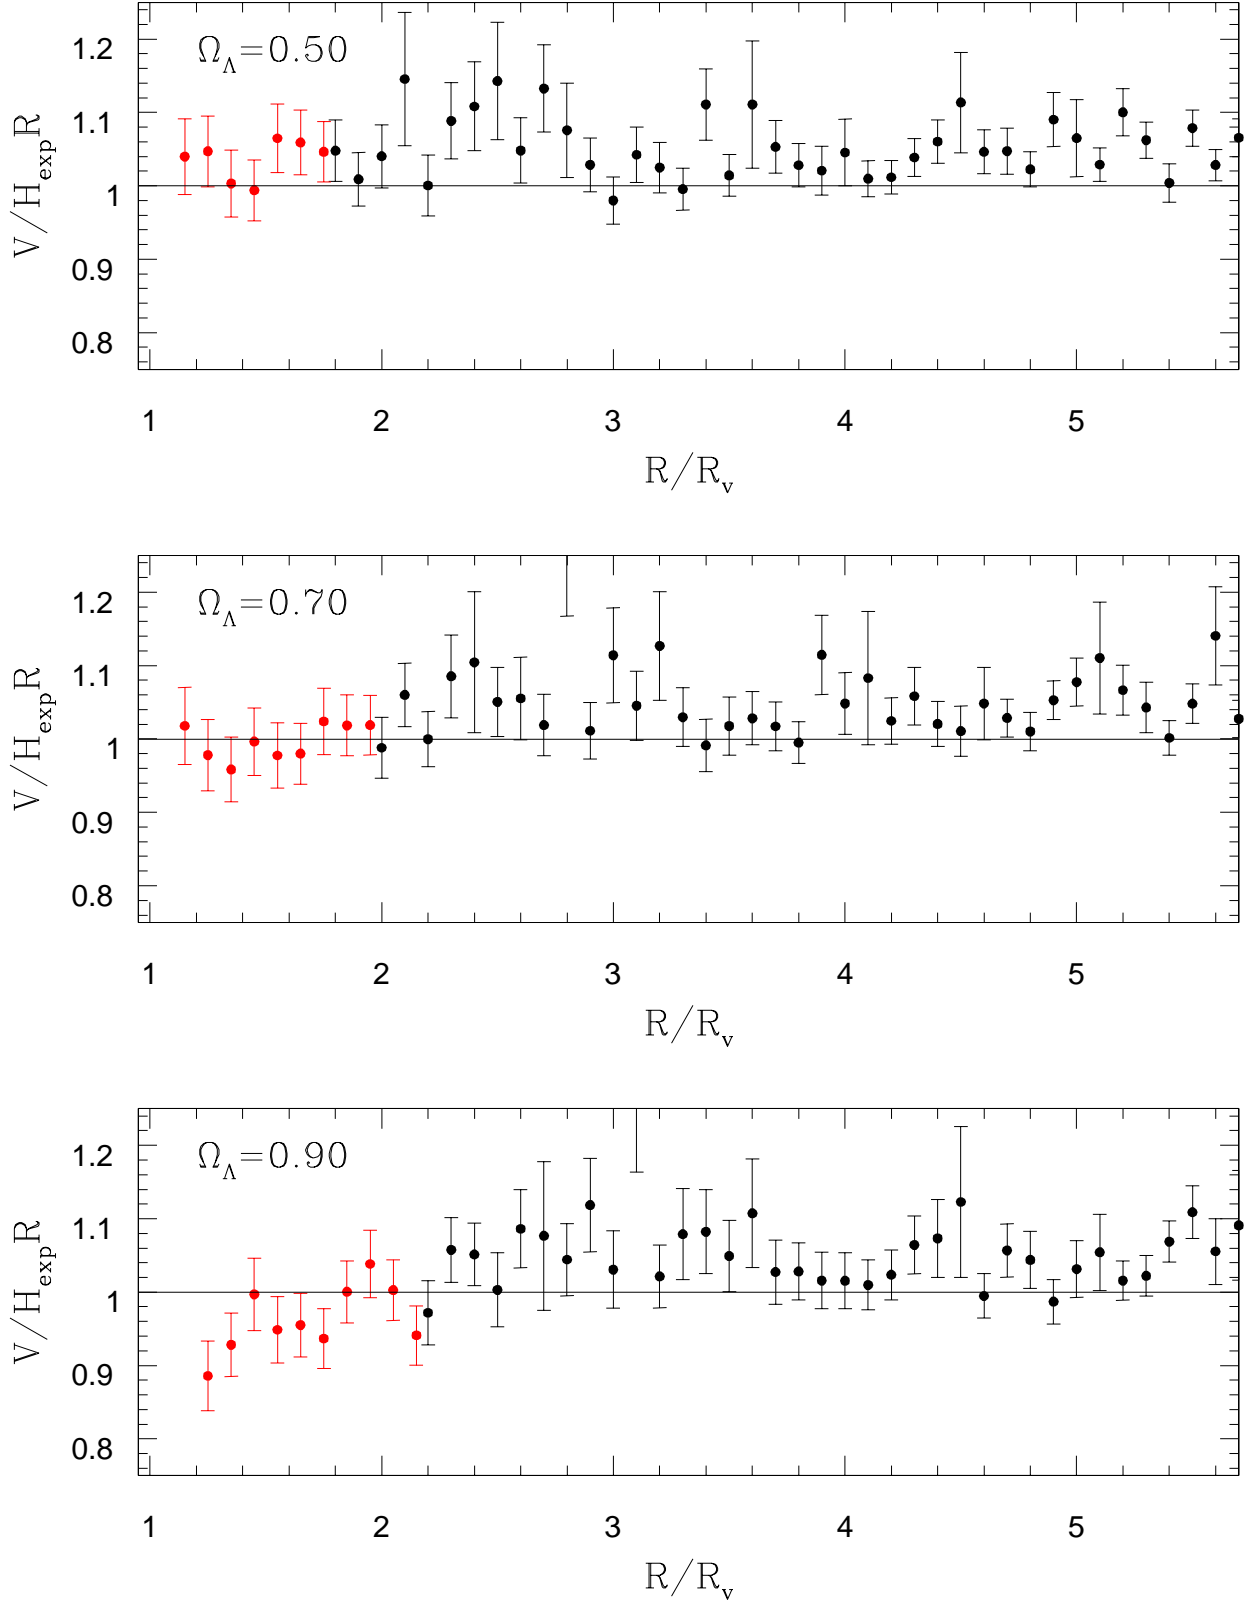 Ω_Λ=0.50
V/H_exp R
1.2
1.1
1
0.9
0.8
1 2 3 4 5
R/R_v
Ω_Λ=0.70
V/H_exp R
1.2
1.1
1
0.9
0.8
1 2 3 4 5
R/R_v
Ω_Λ=0.90
V/H_exp R
1.2
1.1
1
0.9
0.8
1 2 3 4 5
R/R_v